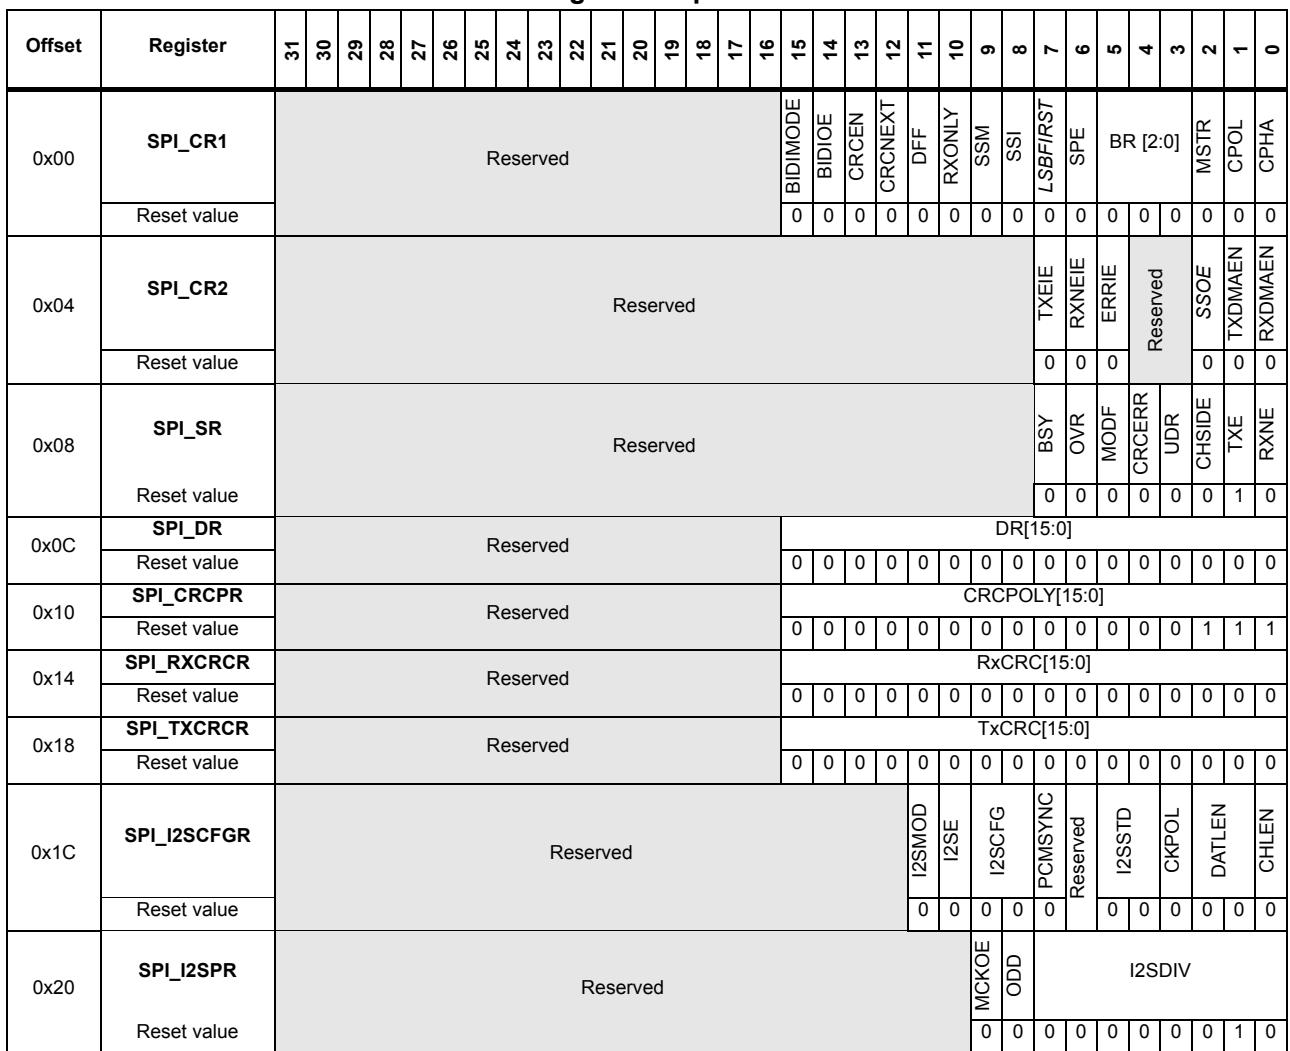 Offset Register 31 30 29 28 27 26 25 24 23 22 21 20 19 18 17 16 15 14 13 12 11 10 9 8 7 6 5 4 3 2 1 0
0x00 SPI_CR1 Reserved BIDIMODE BIDIOE CRCEN CRCNEXT DFF RXONLY SSM SSI LSBFIRST SPE BR [2:0] MSTR CPOL CPHA
Reset value 0 0 0 0 0 0 0 0 0 0 0 0 0 0 0 0
0x04 SPI_CR2 Reserved TXEIE RXNEIE ERRIE Reserved SSOE TXDMAEN RXDMAEN
Reset value 0 0 0 0 0 0
0x08 SPI_SR Reserved BSY OVR MODF CRCERR UDR CHSIDE TXE RXNE
Reset value 0 0 0 0 0 0 1 0
0x0C SPI_DR Reserved DR[15:0]
Reset value 0 0 0 0 0 0 0 0 0 0 0 0 0 0 0 0
0x10 SPI_CRCPR Reserved CRCPOLY[15:0]
Reset value 0 0 0 0 0 0 0 0 0 0 0 0 0 1 1 1
0x14 SPI_RXCRCR Reserved RxCRC[15:0]
Reset value 0 0 0 0 0 0 0 0 0 0 0 0 0 0 0 0
0x18 SPI_TXCRCR Reserved TxCRC[15:0]
Reset value 0 0 0 0 0 0 0 0 0 0 0 0 0 0 0 0
0x1C SPI_I2SCFGR Reserved I2SMOD I2SE I2SCFG PCMSYNC Reserved I2SSTD CKPOL DATLEN CHLEN
Reset value 0 0 0 0 0 0 0 0 0 0 0
0x20 SPI_I2SPR Reserved MCKOE ODD I2SDIV
Reset value 0 0 0 0 0 0 0 0 1 0